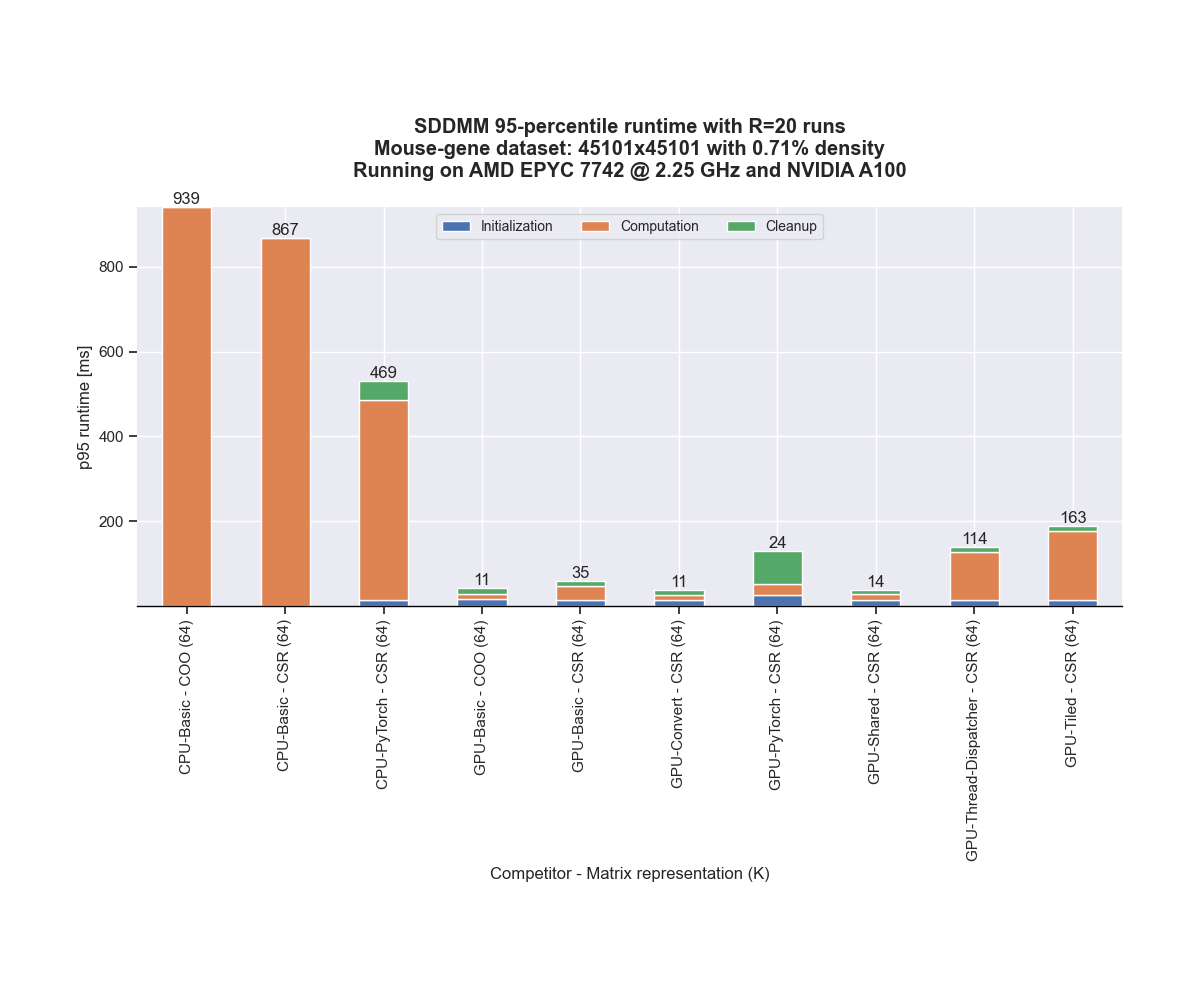 SDDMM 95-percentile runtime with R=20 runs
Mouse-gene dataset: 45101x45101 with 0.71% density
Running on AMD EPYC 7742 @ 2.25 GHz and NVIDIA A100
939
867
469
11
35
11
24
14
114
163
Initialization
Computation
Cleanup
p95 runtime [ms]
800
600
400
200
CPU-Basic - COO (64)
CPU-Basic - CSR (64)
CPU-PyTorch - CSR (64)
GPU-Basic - COO (64)
GPU-Basic - CSR (64)
GPU-Convert - CSR (64)
GPU-PyTorch - CSR (64)
GPU-Shared - CSR (64)
GPU-Thread-Dispatcher - CSR (64)
GPU-Tiled - CSR (64)
Competitor - Matrix representation (K)